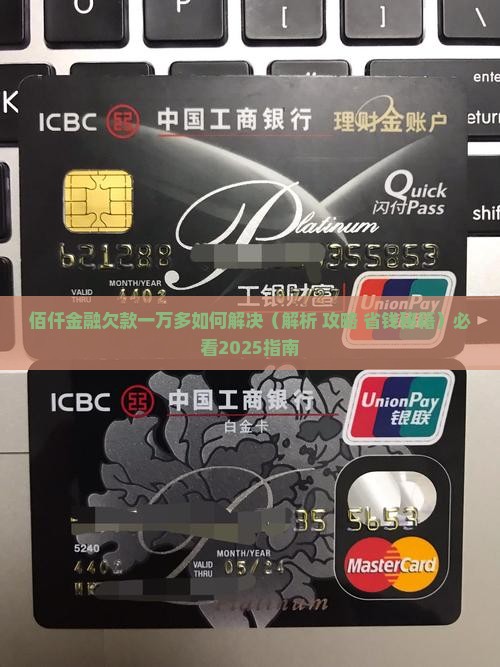 K
return
shif
ICBC 中国工商银行 理财金账户
Quick
闪付Pass
Platinum
621288 355853
MONTH/YEAR
VALID
THRU
4402
工银财富
UnionPay
佰仟金融欠款一万多如何解决（解析 攻略 省钱）必
看2025指南
ICBC 中国工商银行
白金卡
UnionPay
银联
35 5653
5240
MONTH/YEAR
VALID
THRU
05/24
MasterCard
Platinum